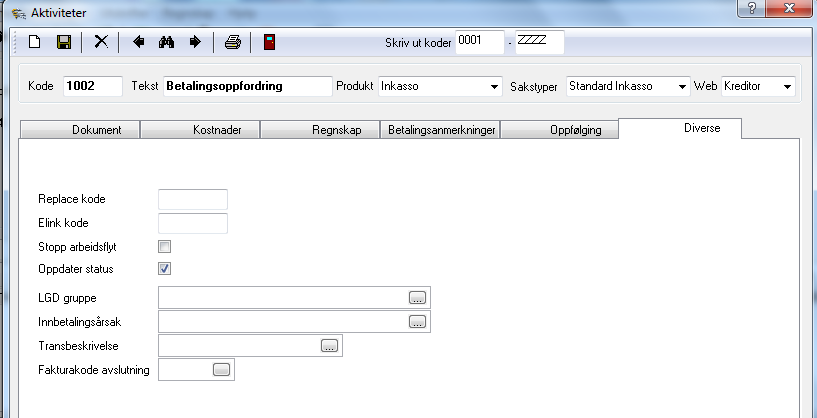 Aktiviteter
Skriv ut koder 0001 - ZZZZ
Kode 1002 Tekst Betalingsoppfordring Produkt Inkasso Sakstyper Standard Inkasso Web Kreditor
Dokument Kostnader Regnskap Betalingsanmerkninger Oppfølging Diverse
Replace kode
Elink kode
Stopp arbeidsflyt
Oppdater status
LGD gruppe ...
Innbetalingsårsak ...
Transbeskrivelse ...
Fakturakode avslutning